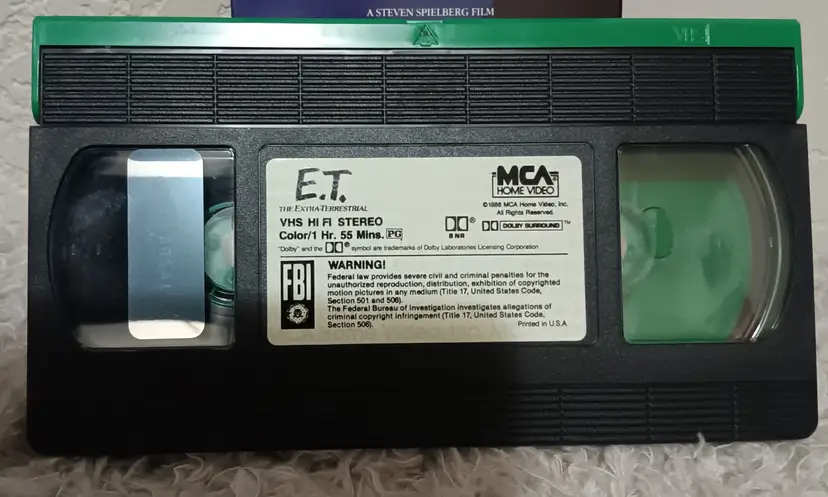 A STEVEN SPIELBERG FILM
VHS
E.T.
THE EXTRA-TERRESTRIAL
MCA
HOME VIDEO
©1988 MCA Home Video, Inc.
All Rights Reserved.
VHS HI FI STEREO
Color/1 Hr. 55 Mins. PG
B NR
® DOLBY SURROUND™
"Dolby" and the ® symbol are trademarks of Dolby Laboratories Licensing Corporation
FBI
WARNING!
Federal law provides severe civil and criminal penalties for the
unauthorized reproduction, distribution, exhibition of copyrighted
motion pictures in any medium (Title 17, United States Code,
Section 501 and 506).
The Federal Bureau of Investigation investigates allegations of
criminal copyright infringement (Title 17, United States Code,
Section 506).
Printed in U.S.A.